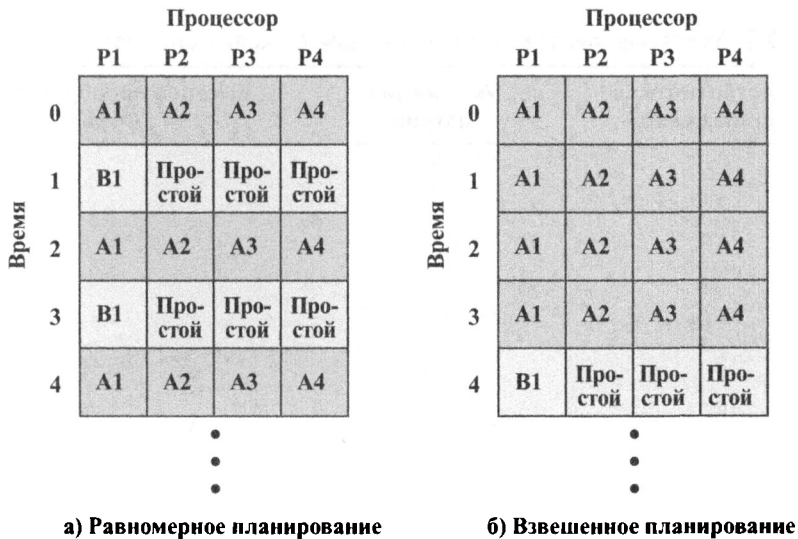 Процессор
P1 P2 P3 P4
0 A1 A2 A3 A4
1 B1 Про-стой Про-стой Про-стой
2 A1 A2 A3 A4
3 B1 Про-стой Про-стой Про-стой
4 A1 A2 A3 A4
Время
а) Равномерное планирование
Процессор
P1 P2 P3 P4
0 A1 A2 A3 A4
1 A1 A2 A3 A4
2 A1 A2 A3 A4
3 A1 A2 A3 A4
4 B1 Про-стой Про-стой Про-стой
Время
б) Взвешенное планирование